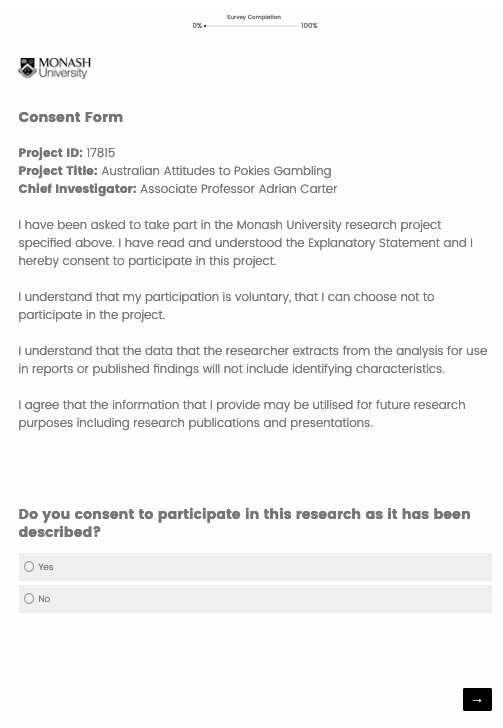 Survey Completion
0% 100%
MONASH
University
Consent Form
Project ID: 17815
Project Title: Australian Attitudes to Pokies Gambling
Chief Investigator: Associate Professor Adrian Carter
I have been asked to take part in the Monash University research project
specified above. I have read and understood the Explanatory Statement and I
hereby consent to participate in this project.
I understand that my participation is voluntary, that I can choose not to
participate in the project.
I understand that the data that the researcher extracts from the analysis for use
in reports or published findings will not include identifying characteristics.
I agree that the information that I provide may be utilised for future research
purposes including research publications and presentations.
Do you consent to participate in this research as it has been
described?
Yes
No
→